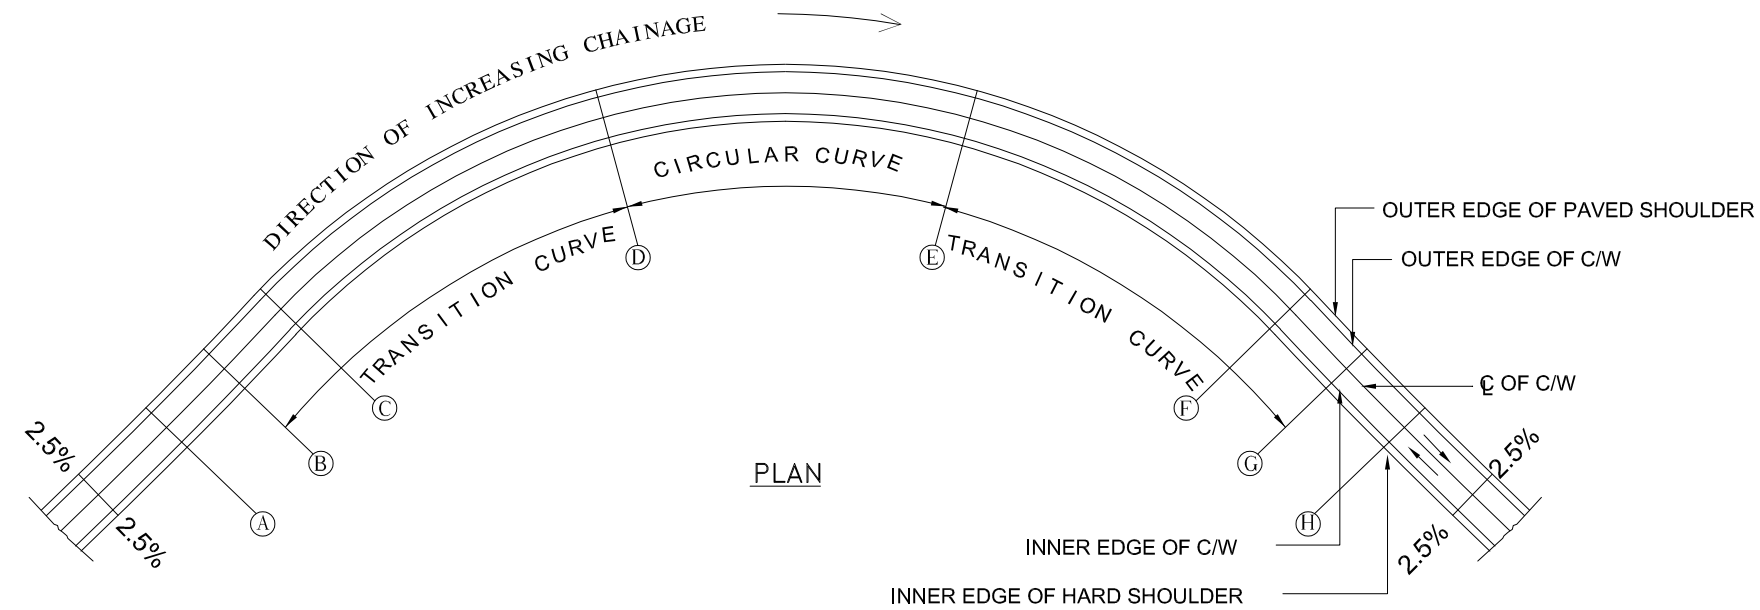 DIRECTION OF INCREASING CHAINAGE
CIRCULAR CURVE
TRANSITION CURVE
TRANSITION CURVE
OUTER EDGE OF PAVED SHOULDER
OUTER EDGE OF C/W
℄ OF C/W
INNER EDGE OF C/W
INNER EDGE OF HARD SHOULDER
A
B
C
D
E
F
G
H
2.5%
2.5%
2.5%
2.5%
PLAN